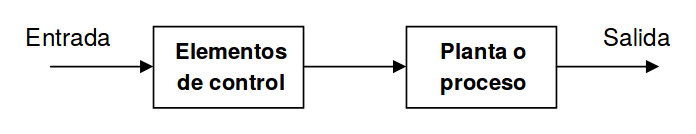 Entrada
Elementos
de control
Planta o
proceso
Salida